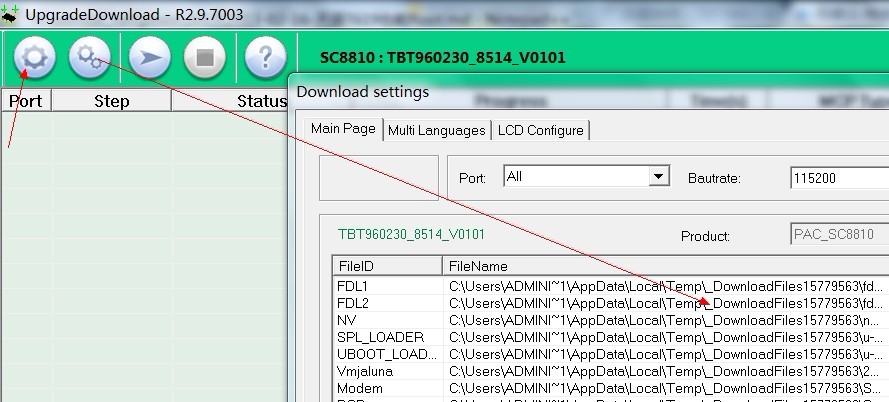 UpgradeDownload - R2.9.7003
SC8810 : TBT960230_8514_V0101
Port Step Status Progress Time(s) MCP Type
Download settings
Main Page Multi Languages LCD Configure
Port: All Bautrate: 115200
TBT960230_8514_V0101 Product: PAC_SC8810
FileID FileName
FDL1 C:\Users\ADMINI~1\AppData\Local\Temp\_DownloadFiles15779563\fd...
FDL2 C:\Users\ADMINI~1\AppData\Local\Temp\_DownloadFiles15779563\fd...
NV C:\Users\ADMINI~1\AppData\Local\Temp\_DownloadFiles15779563\n...
SPL_LOADER C:\Users\ADMINI~1\AppData\Local\Temp\_DownloadFiles15779563\u-...
UBOOT_LOAD... C:\Users\ADMINI~1\AppData\Local\Temp\_DownloadFiles15779563\u-...
Vmjaluna C:\Users\ADMINI~1\AppData\Local\Temp\_DownloadFiles15779563\2...
Modem C:\Users\ADMINI~1\AppData\Local\Temp\_DownloadFiles15779563\S...